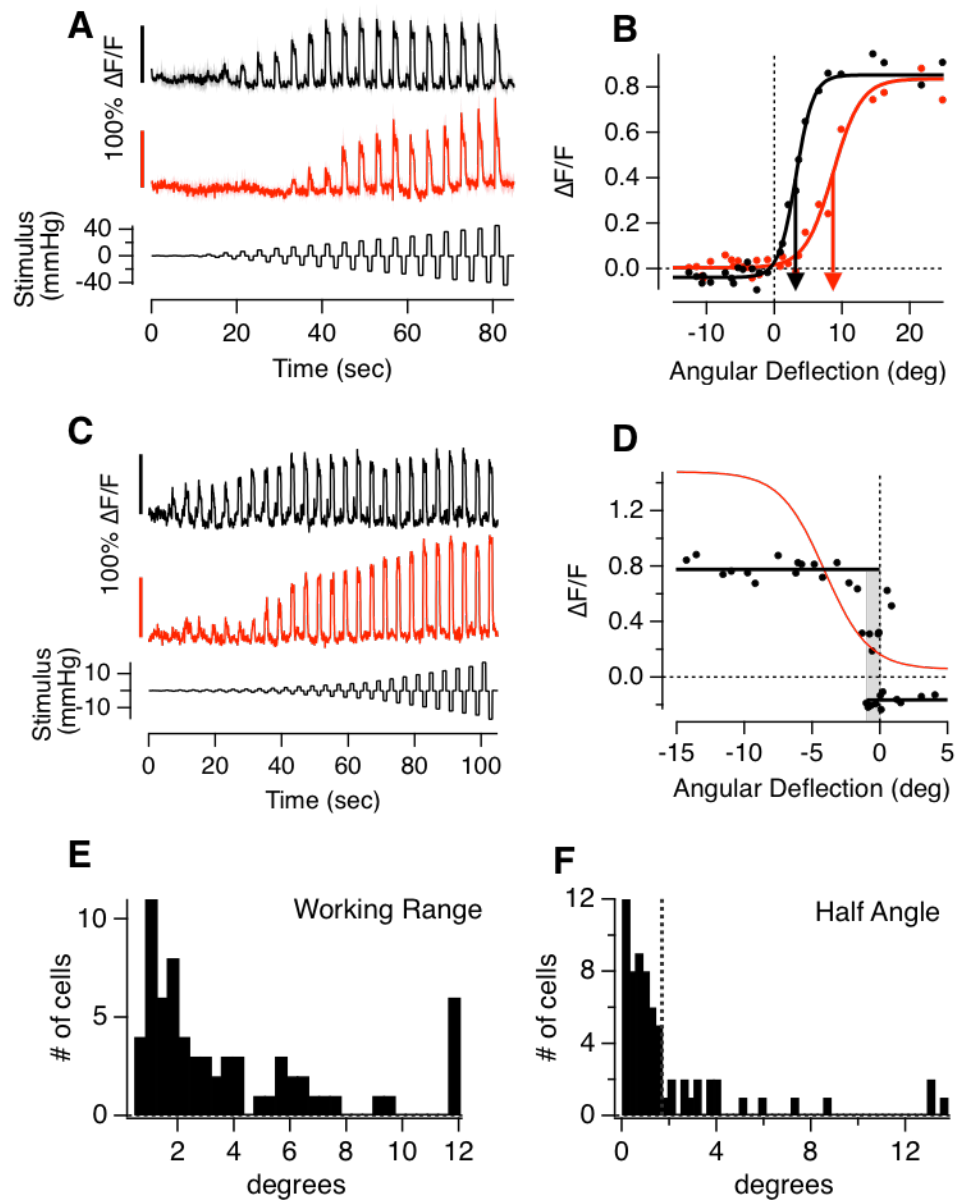 A
100% ΔF/F
Stimulus
(mmHg)
40
0
-40
0 20 40 60 80
Time (sec)
B
ΔF/F
0.8
0.6
0.4
0.2
0.0
-10 0 10 20
Angular Deflection (deg)
C
100% ΔF/F
Stimulus
(mmHg)
10
-10
0 20 40 60 80 100
Time (sec)
D
ΔF/F
1.2
0.8
0.4
0.0
-15 -10 -5 0 5
Angular Deflection (deg)
E
Working Range
# of cells
10
5
0
2 4 6 8 10 12
degrees
F
Half Angle
# of cells
12
8
4
0
0 4 8 12
degrees